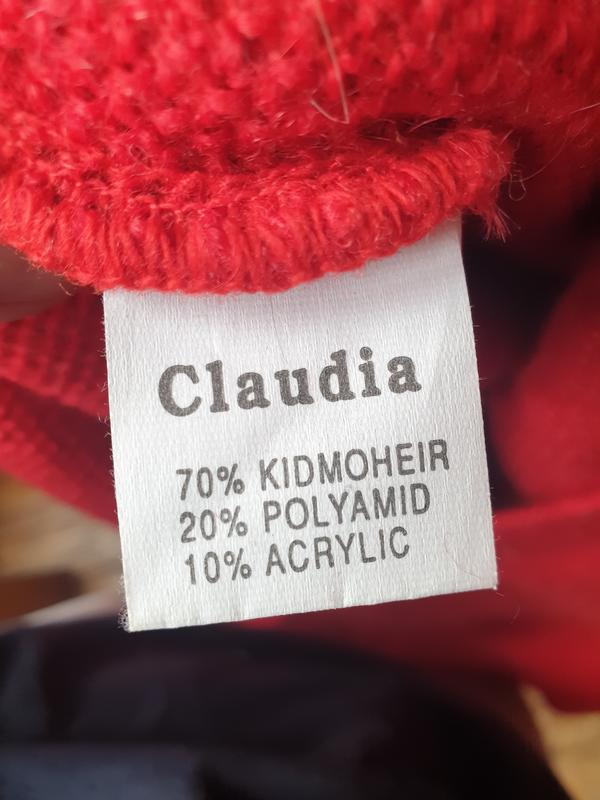 Claudia
70% KIDMOHEIR
20% POLYAMID
10% ACRYLIC